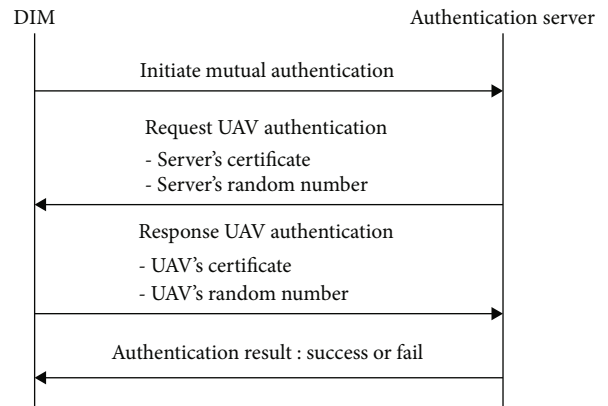 DIM
Authentication server
Initiate mutual authentication
Request UAV authentication
- Server's certificate
- Server's random number
Response UAV authentication
- UAV's certificate
- UAV's random number
Authentication result : success or fail